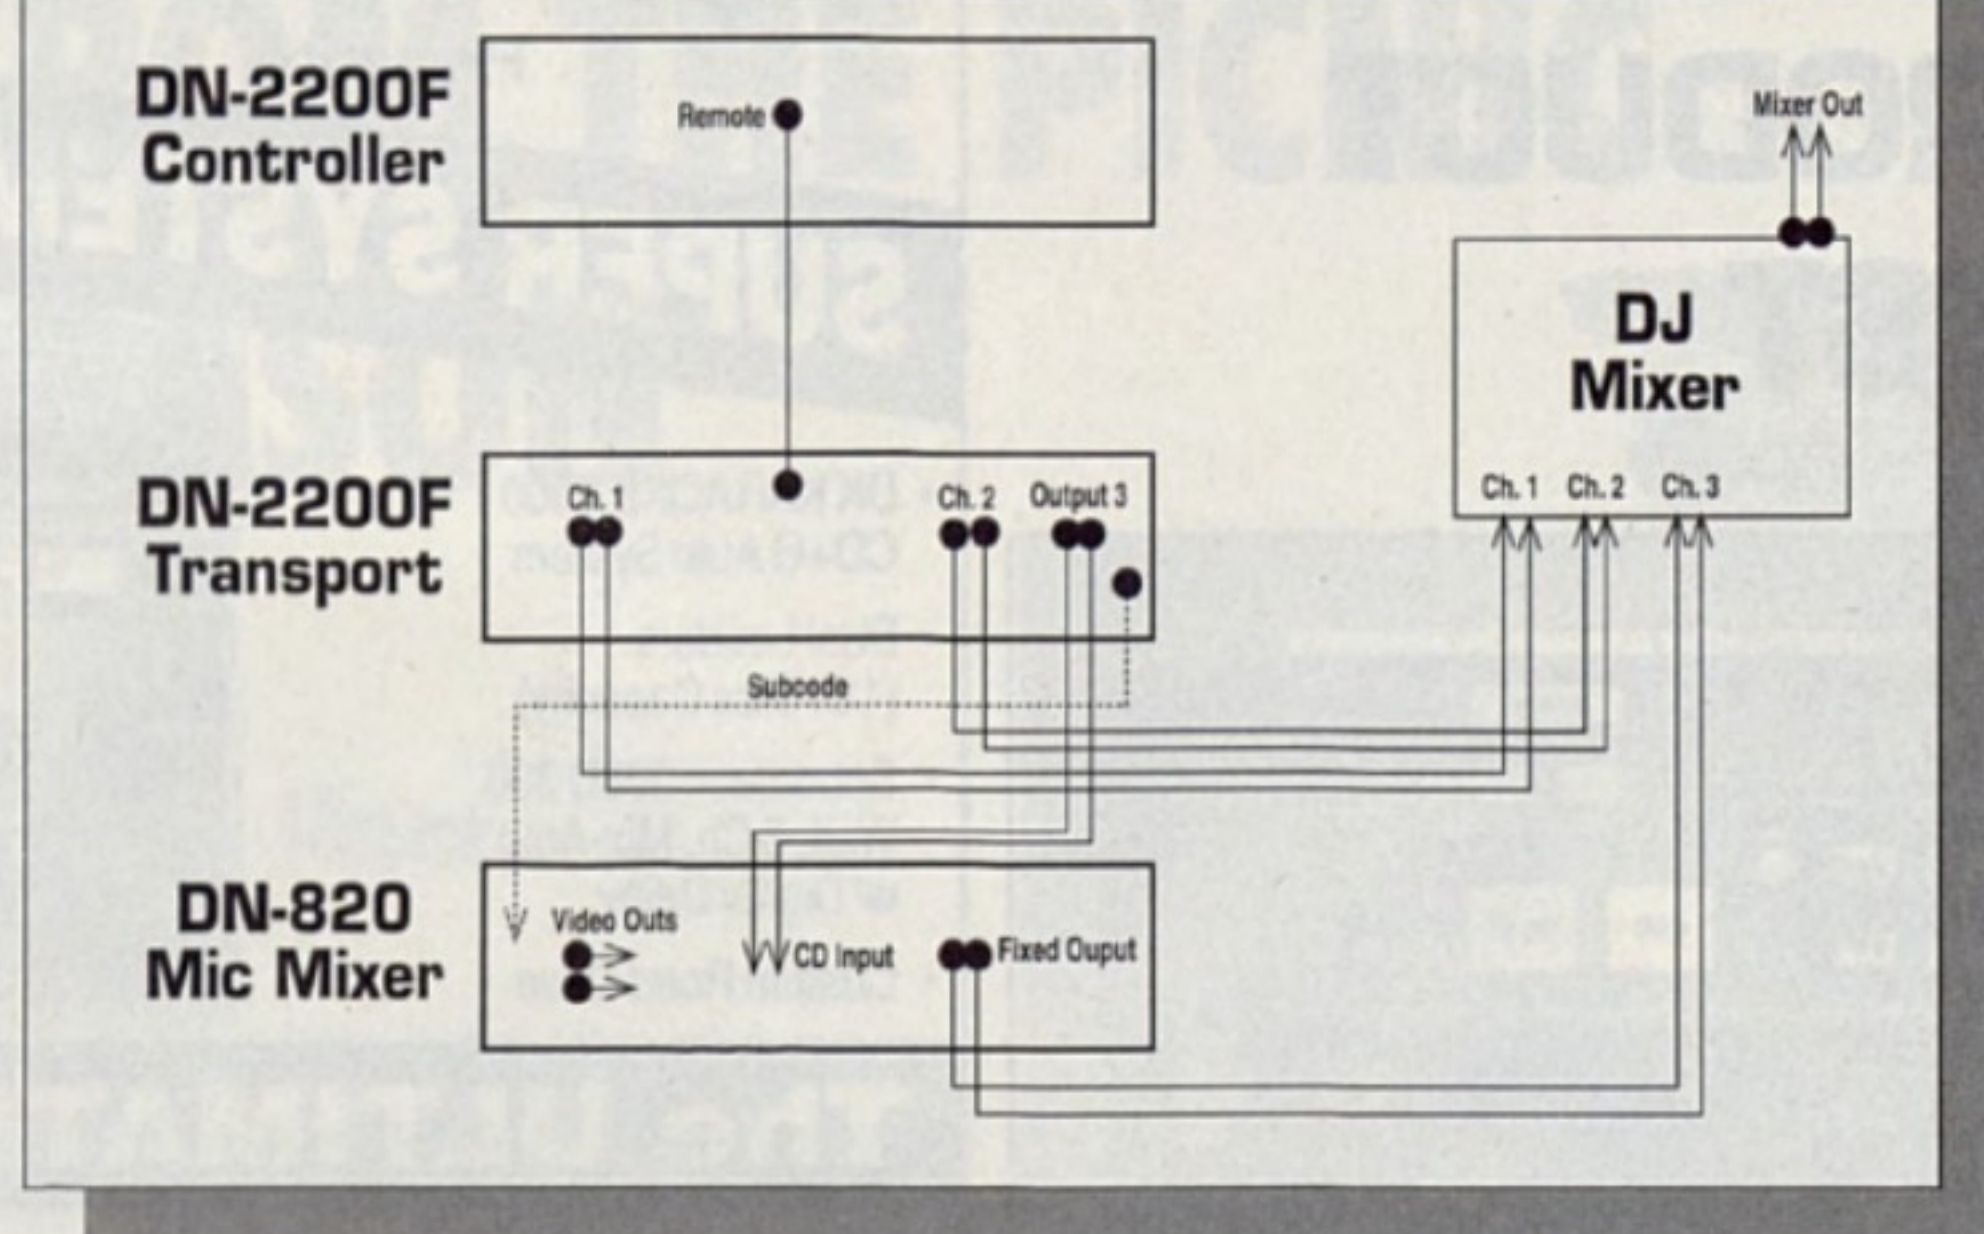 DN-2200F
Controller
Remote
Mixer Out
DJ
Mixer
Ch. 1 Ch. 2 Ch. 3
DN-2200F
Transport
Ch. 1
Ch. 2
Output 3
Subcode
DN-820
Mic Mixer
Video Outs
CD Input
Fixed Ouput